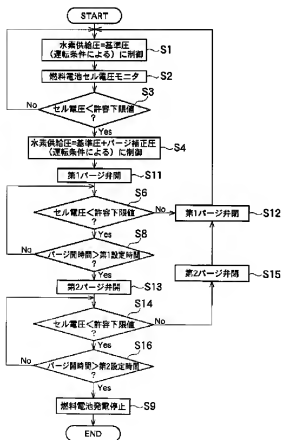 START
S1
水素供給圧=基準圧
(運転条件による)に制御
S2
燃料電池セル電圧モニタ
S3
No
セル電圧<許容下限値
?
Yes
S4
水素供給圧=基準圧+パージ補正圧
(運転条件による)に制御
S11
第1パージ弁開
S6
セル電圧<許容下限値
?
No
第1パージ弁閉
S12
Yes
S8
No
パージ開時間>第1設定時間
?
Yes
S13
第2パージ弁開
第2パージ弁閉
S15
S14
セル電圧<許容下限値
?
No
Yes
S16
No
パージ開時間>第2設定時間
?
Yes
S9
燃料電池発電停止
END